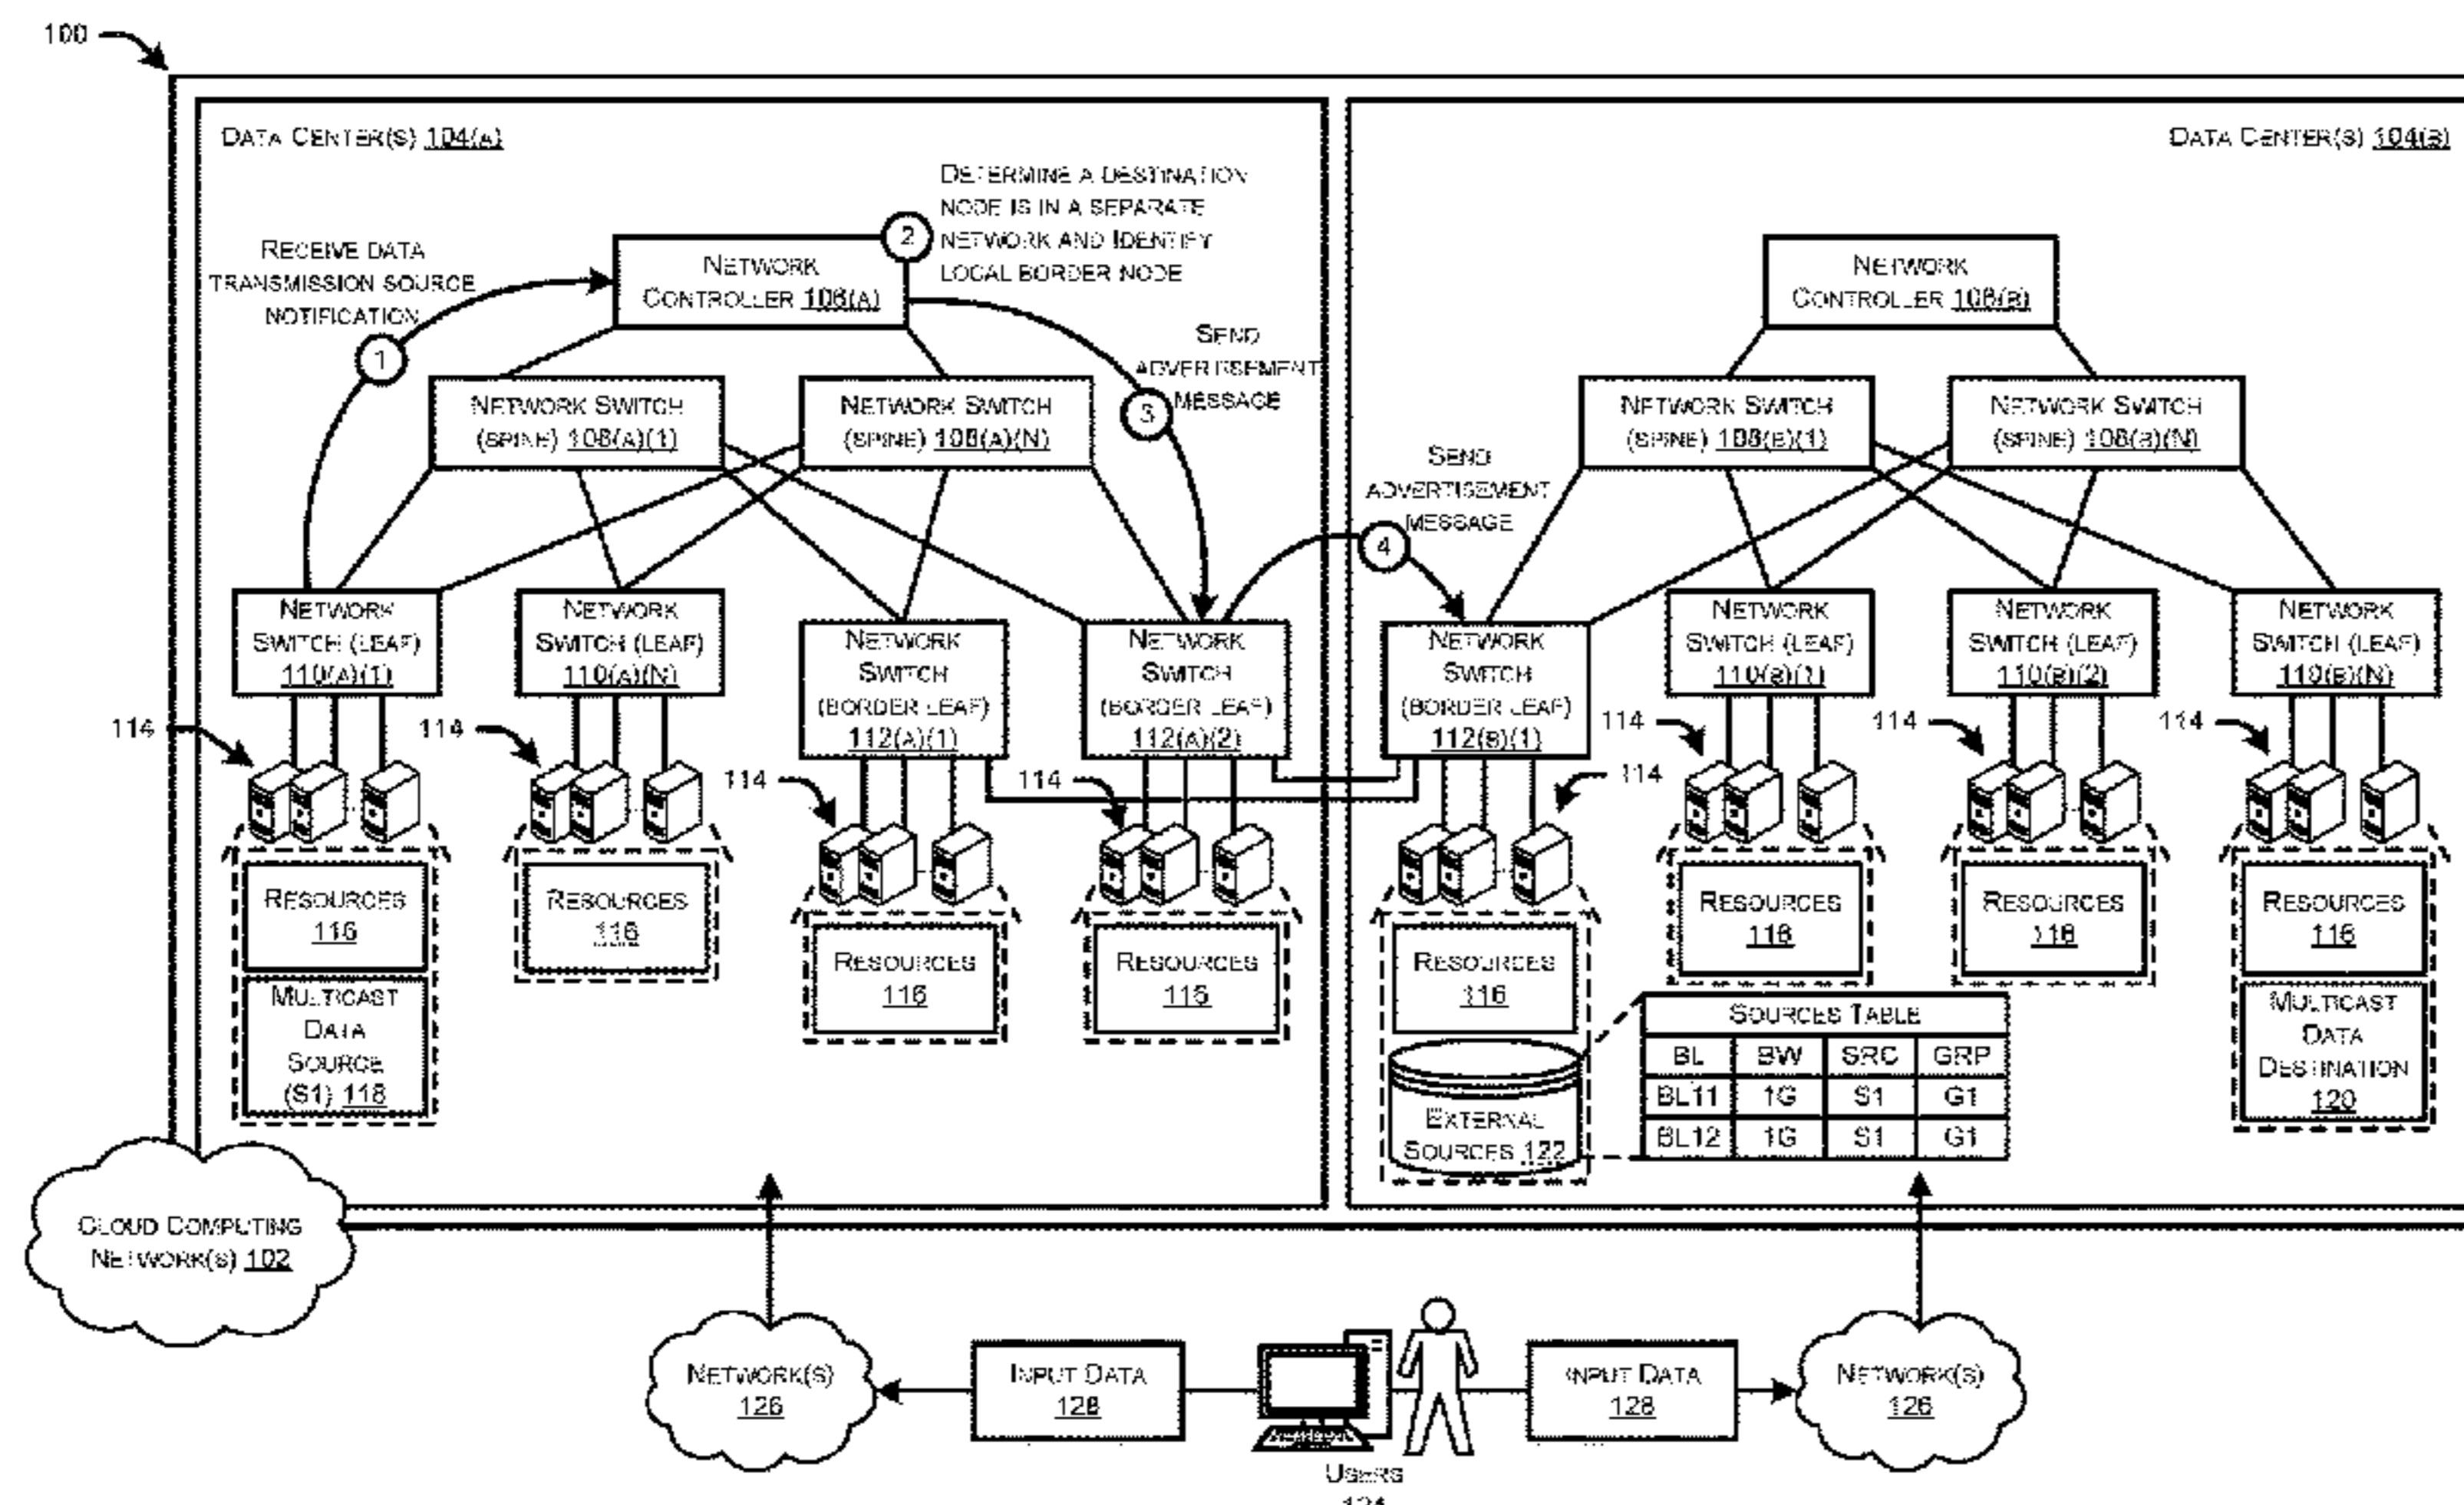 100
DATA CENTER(S) 104(A)
DATA CENTER(S) 104(B)
DETERMINE A DESTINATION
NODE IS IN A SEPARATE
NETWORK AND IDENTIFY
LOCAL BORDER NODE
2
RECEIVE DATA
TRANSMISSION SOURCE
NOTIFICATION
1
NETWORK
CONTROLLER 106(A)
SEND
ADVERTISEMENT
MESSAGE
3
NETWORK
CONTROLLER 106(B)
NETWORK SWITCH
(SPINE) 108(A)(1)
NETWORK SWITCH
(SPINE) 108(A)(N)
NETWORK SWITCH
(SPINE) 108(B)(1)
NETWORK SWITCH
(SPINE) 108(B)(N)
SEND
ADVERTISEMENT
MESSAGE
4
NETWORK
SWITCH (LEAF)
110(A)(1)
NETWORK
SWITCH (LEAF)
110(A)(N)
NETWORK
SWITCH
(BORDER LEAF)
112(A)(1)
NETWORK
SWITCH
(BORDER LEAF)
112(A)(2)
NETWORK
SWITCH
(BORDER LEAF)
112(B)(1)
NETWORK
SWITCH (LEAF)
110(B)(1)
NETWORK
SWITCH (LEAF)
110(B)(2)
NETWORK
SWITCH (LEAF)
110(B)(N)
114
114
114
114
114
114
114
114
RESOURCES
116
MULTICAST
DATA
SOURCE
(S1) 118
RESOURCES
116
RESOURCES
116
RESOURCES
116
RESOURCES
116
EXTERNAL
SOURCES 122
RESOURCES
116
RESOURCES
116
RESOURCES
116
MULTICAST
DATA
DESTINATION
120
SOURCES TABLE
BL BW SRC GRP
BL11 1G S1 G1
BL12 1G S1 G1
CLOUD COMPUTING
NETWORK(S) 102
NETWORK(S)
126
INPUT DATA
128
INPUT DATA
128
NETWORK(S)
126
USERS